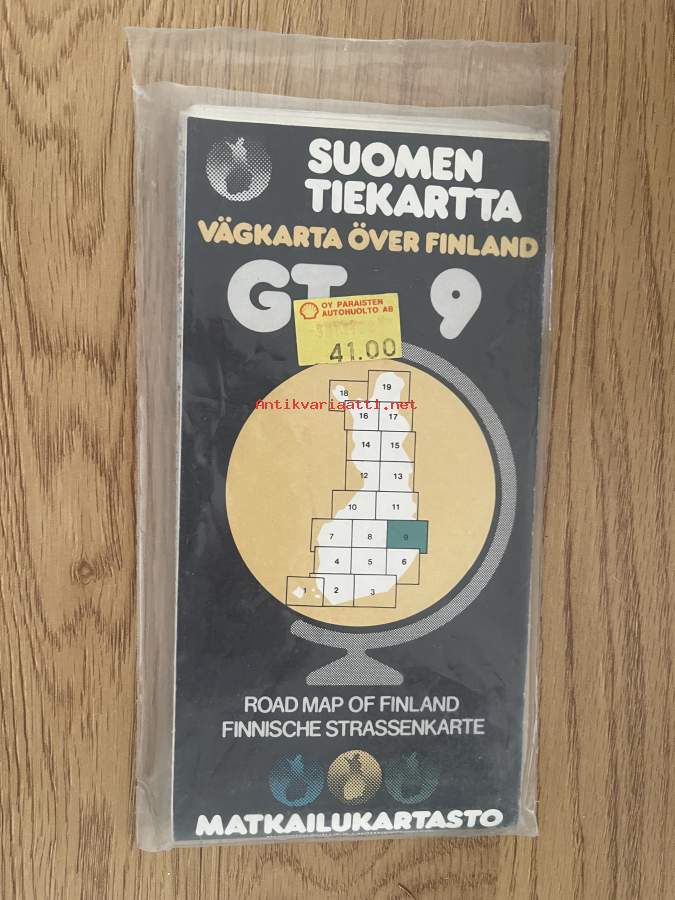 SUOMEN
TIEKARTTA
VÄGKARTA ÖVER FINLAND
GT 9
OY PARAISTEN
AUTOHUOLTO AB
41.00
Antikvariaatti.net
18 19
16 17
14 15
12 13
10 11
7 8 9
4 5 6
1 2 3
ROAD MAP OF FINLAND
FINNISCHE STRASSENKARTE
MATKAILUKARTASTO